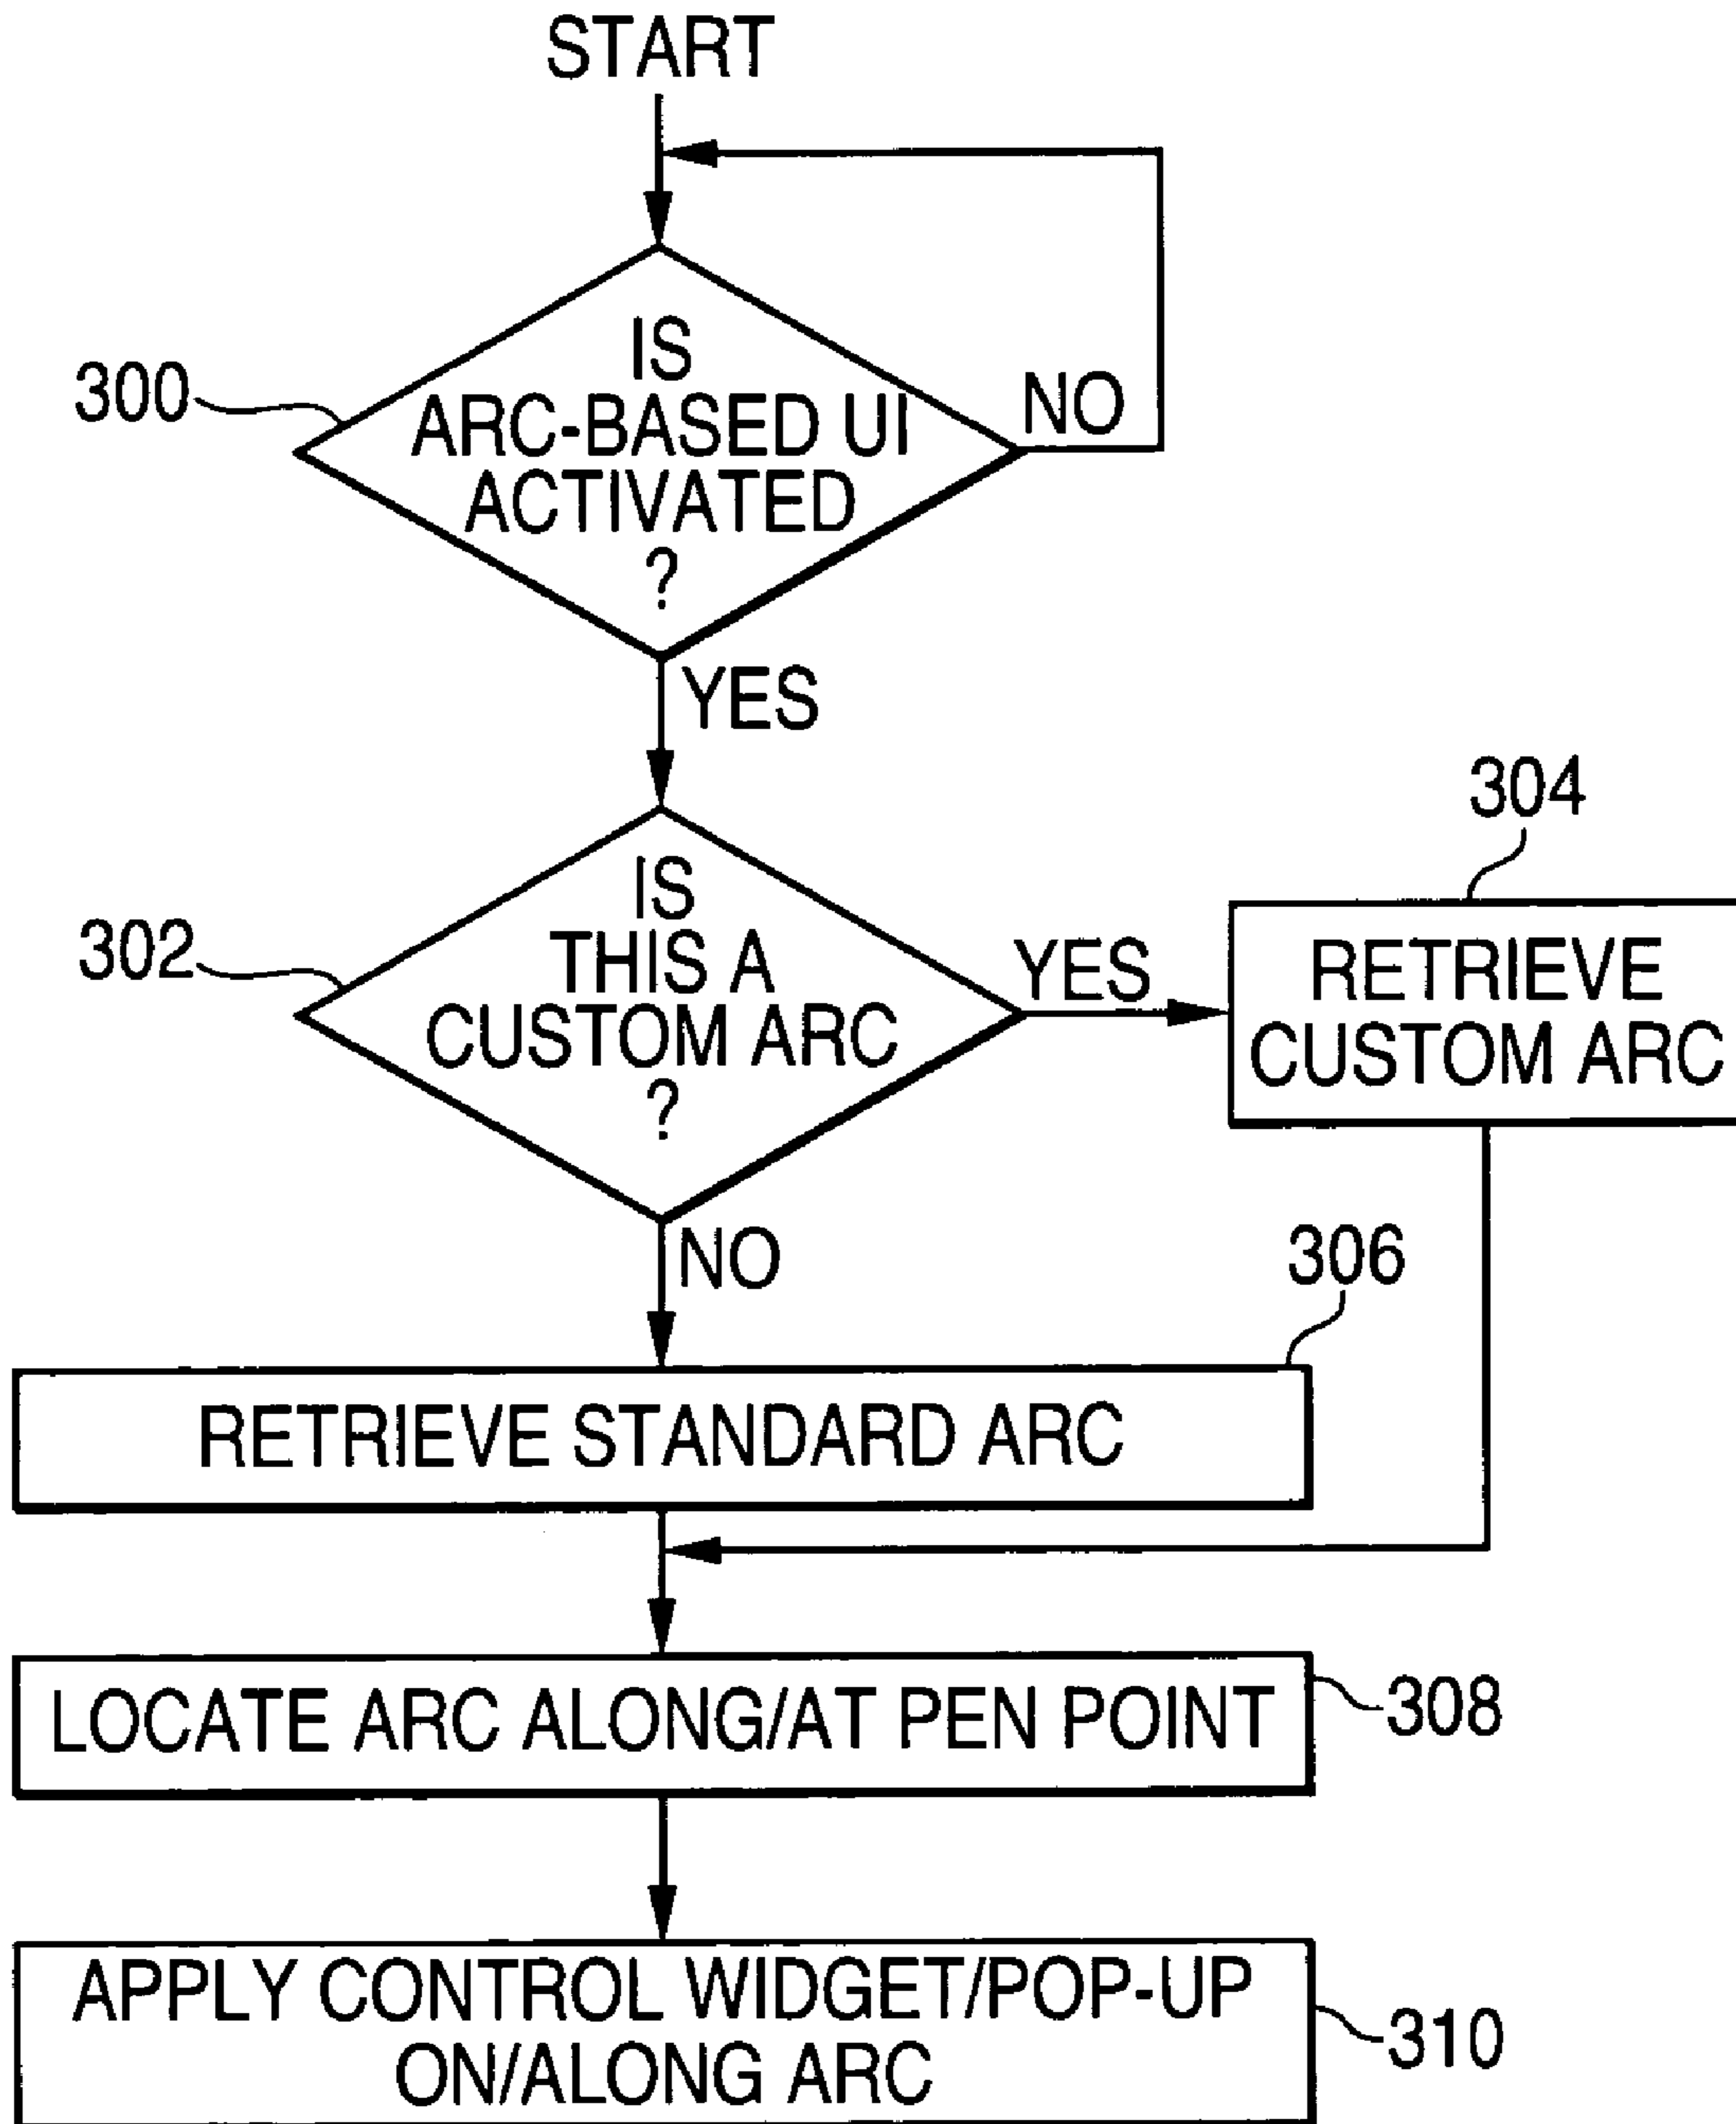 START
300
IS
ARC-BASED UI
ACTIVATED
?
NO
YES
302
IS
THIS A
CUSTOM ARC
?
YES
304
RETRIEVE
CUSTOM ARC
NO
306
RETRIEVE STANDARD ARC
LOCATE ARC ALONG/AT PEN POINT
308
APPLY CONTROL WIDGET/POP-UP
ON/ALONG ARC
310